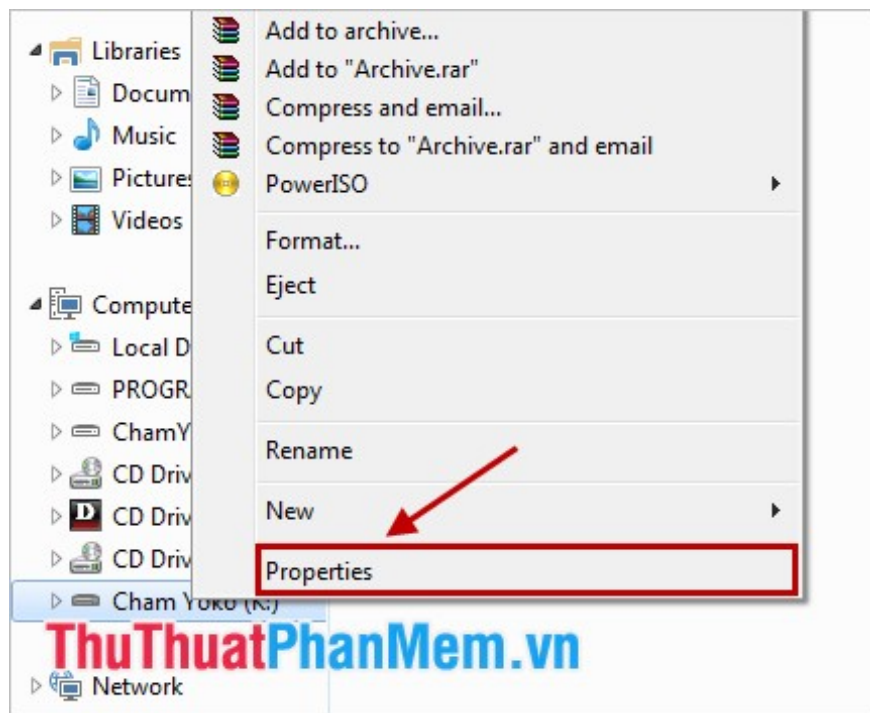 Libraries
Docum
Music
Pictures
Videos
Compute
Local D
PROGR
ChamY
CD Driv
CD Driv
CD Driv
Cham Yoko (K:)
Network
Add to archive...
Add to "Archive.rar"
Compress and email...
Compress to "Archive.rar" and email
PowerISO
Format...
Eject
Cut
Copy
Rename
New
Properties
ThuThuatPhanMem.vn